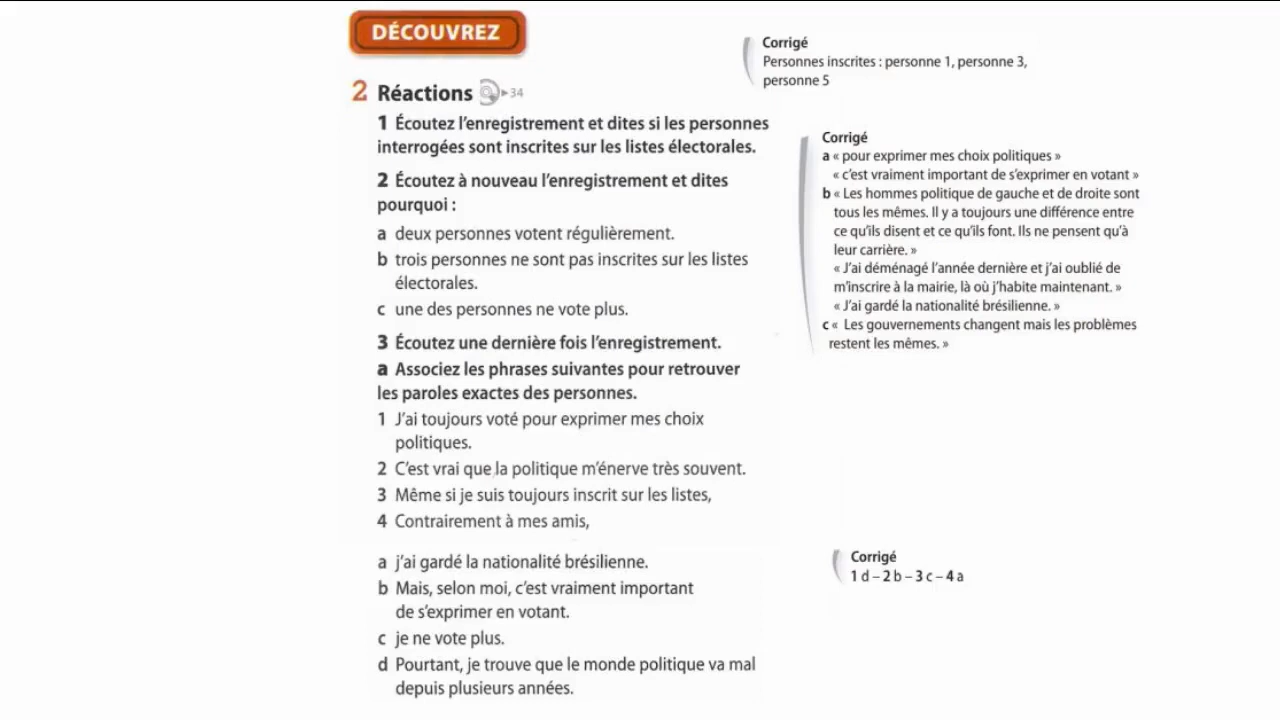 DÉCOUVREZ
2 Réactions ▸34
1 Écoutez l'enregistrement et dites si les personnes
interrogées sont inscrites sur les listes électorales.
2 Écoutez à nouveau l'enregistrement et dites
pourquoi :
a deux personnes votent régulièrement.
b trois personnes ne sont pas inscrites sur les listes
électorales.
c une des personnes ne vote plus.
3 Écoutez une dernière fois l'enregistrement.
a Associez les phrases suivantes pour retrouver
les paroles exactes des personnes.
1 J'ai toujours voté pour exprimer mes choix
politiques.
2 C'est vrai que la politique m'énerve très souvent.
3 Même si je suis toujours inscrit sur les listes,
4 Contrairement à mes amis,
a j'ai gardé la nationalité brésilienne.
b Mais, selon moi, c'est vraiment important
de s'exprimer en votant.
c je ne vote plus.
d Pourtant, je trouve que le monde politique va mal
depuis plusieurs années.
Corrigé
Personnes inscrites : personne 1, personne 3,
personne 5
Corrigé
a « pour exprimer mes choix politiques »
« c'est vraiment important de s'exprimer en votant »
b « Les hommes politique de gauche et de droite sont
tous les mêmes. Il y a toujours une différence entre
ce qu'ils disent et ce qu'ils font. Ils ne pensent qu'à
leur carrière. »
« J'ai déménagé l'année dernière et j'ai oublié de
m'inscrire à la mairie, là où j'habite maintenant. »
« J'ai gardé la nationalité brésilienne. »
c « Les gouvernements changent mais les problèmes
restent les mêmes. »
Corrigé
1 d – 2 b – 3 c – 4 a